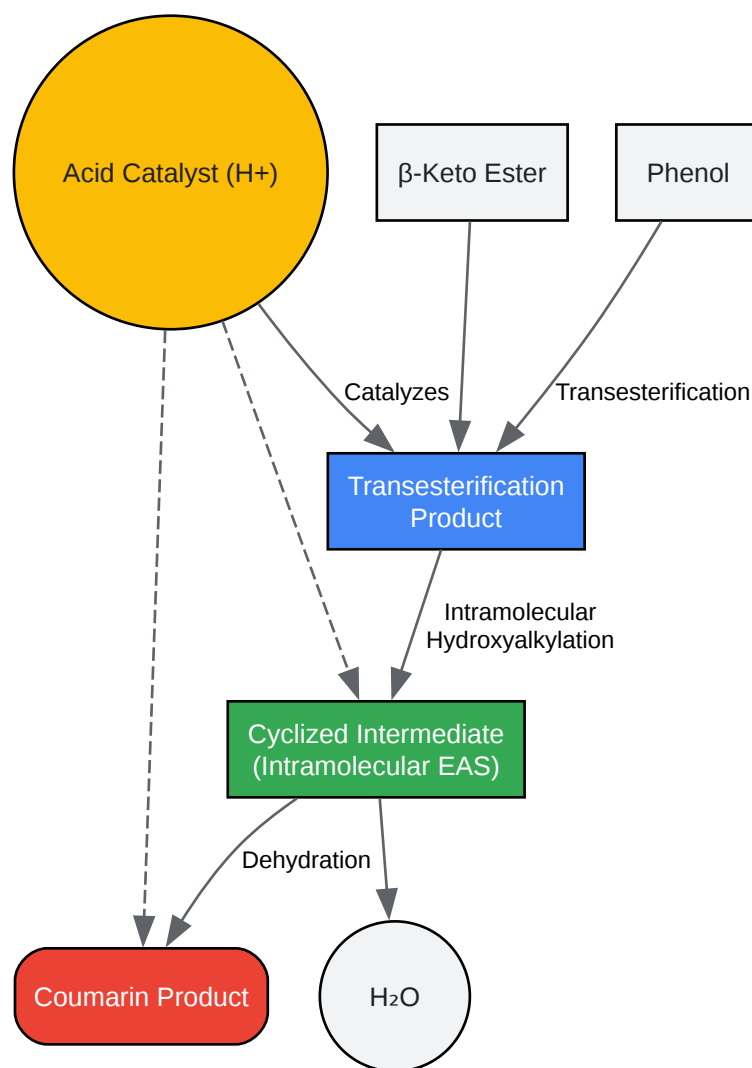 Acid Catalyst (H+)
β-Keto Ester
Phenol
Catalyzes
Transesterification
Transesterification
Product
Intramolecular
Hydroxyalkylation
Cyclized Intermediate
(Intramolecular EAS)
Dehydration
Coumarin Product
H₂O